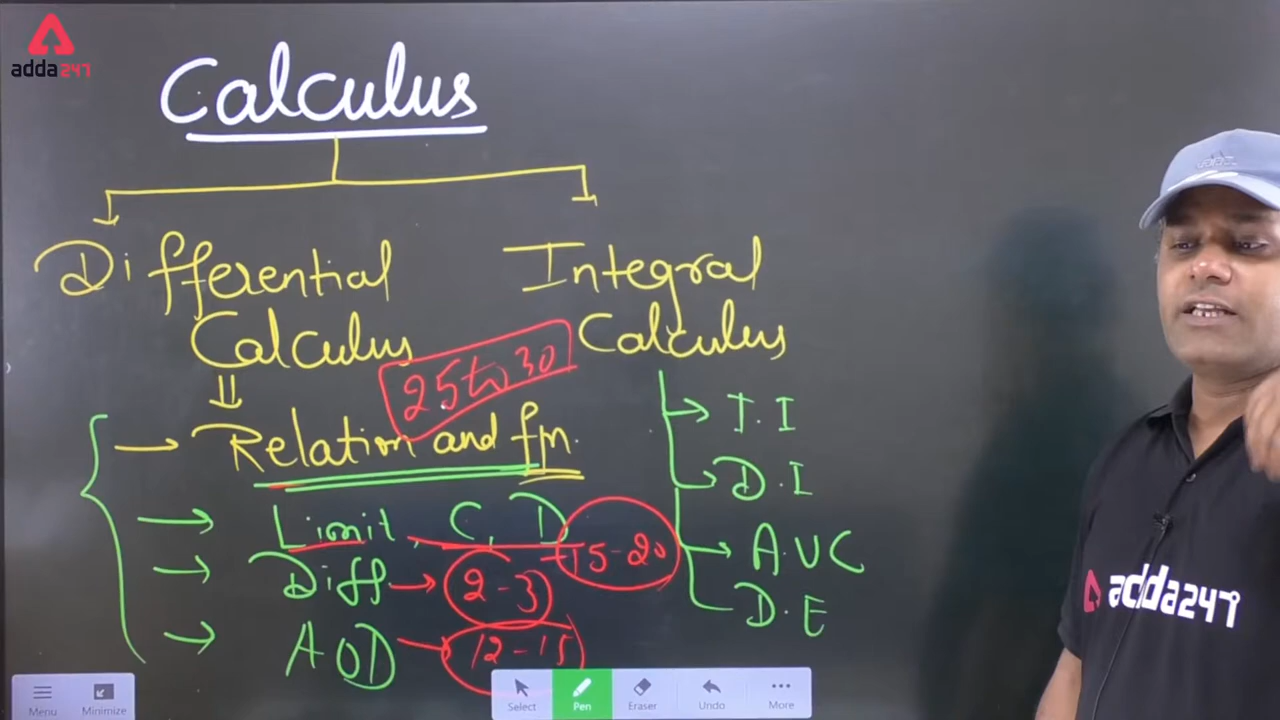 adda247
Calculus
Differential
Calculus
Integral
Calculus
25 to 30
Relation and fn.
Limit, C, D
15-20
Diff 2-3
AOD 12-15
I.I
D.I
A.U.C
D.E
adda247
Menu
Minimize
Select
Pen
Eraser
Undo
More